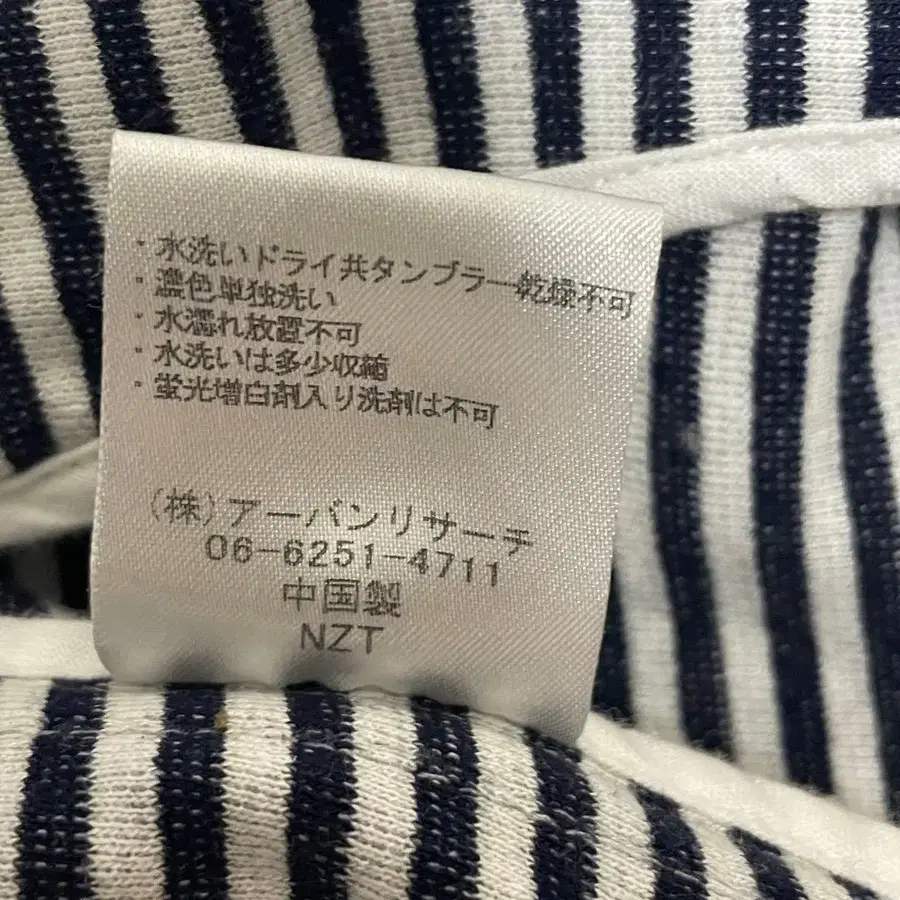 ・水洗いドライ共タンブラー乾燥不可
・濃色単独洗い
・水濡れ放置不可
・水洗いは多少収縮
・蛍光増白剤入り洗剤は不可
(株)アーバンリサーチ
06-6251-4711
中国製
NZT